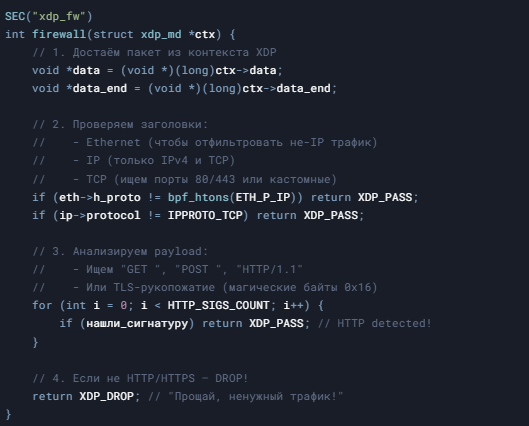 SEC("xdp_fw")
int firewall(struct xdp_md *ctx) {
    // 1. Достаём пакет из контекста XDP
    void *data = (void *)(long)ctx->data;
    void *data_end = (void *)(long)ctx->data_end;

    // 2. Проверяем заголовки:
    //    - Ethernet (чтобы отфильтровать не-IP трафик)
    //    - IP (только IPv4 и TCP)
    //    - TCP (ищем порты 80/443 или кастомные)
    if (eth->h_proto != bpf_htons(ETH_P_IP)) return XDP_PASS;
    if (ip->protocol != IPPROTO_TCP) return XDP_PASS;

    // 3. Анализируем payload:
    //    - Ищем "GET ", "POST ", "HTTP/1.1"
    //    - Или TLS-рукопожатие (магические байты 0x16)
    for (int i = 0; i < HTTP_SIGS_COUNT; i++) {
        if (нашли_сигнатуру) return XDP_PASS; // HTTP detected!
    }

    // 4. Если не HTTP/HTTPS — DROP!
    return XDP_DROP; // "Прощай, ненужный трафик!"
}